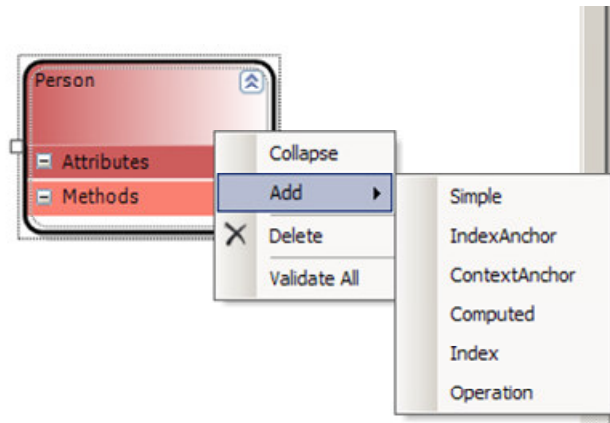 Person
Attributes
Methods
Collapse
Add
Delete
Validate All
Simple
IndexAnchor
ContextAnchor
Computed
Index
Operation